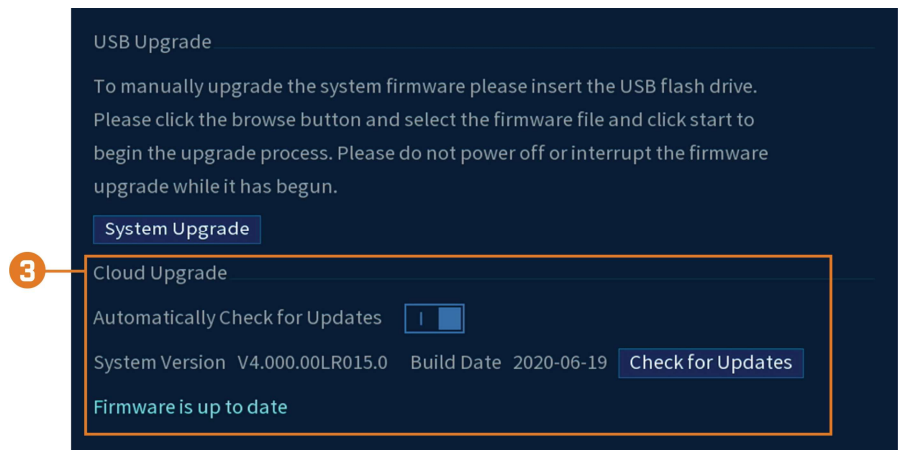 USB Upgrade
To manually upgrade the system firmware please insert the USB flash drive.
Please click the browse button and select the firmware file and click start to
begin the upgrade process. Please do not power off or interrupt the firmware
upgrade while it has begun.
System Upgrade
3
Cloud Upgrade
Automatically Check for Updates
System Version V4.000.00LR015.0 Build Date 2020-06-19 Check for Updates
Firmware is up to date